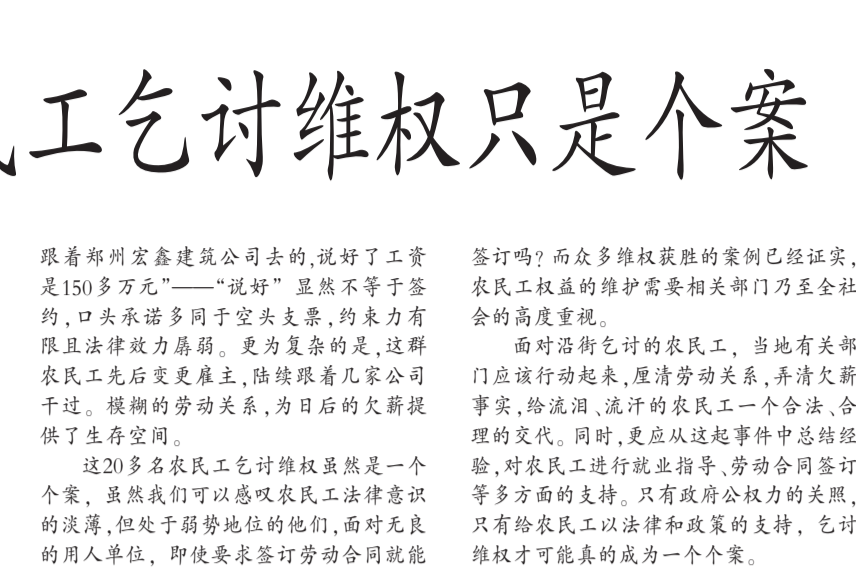 工乞讨维权只是个案
跟着郑州宏鑫建筑公司去的,说好了工资
是150多万元”——“说好”显然不等于签
约,口头承诺多同于空头支票,约束力有
限且法律效力孱弱。更为复杂的是,这群
农民工先后变更雇主,陆续跟着几家公司
干过。模糊的劳动关系,为日后的欠薪提
供了生存空间。
这20多名农民工乞讨维权虽然是一个
个案，虽然我们可以感叹农民工法律意识
的淡薄,但处于弱势地位的他们,面对无良
的用人单位，即使要求签订劳动合同就能
签订吗？而众多维权获胜的案例已经证实,
农民工权益的维护需要相关部门乃至全社
会的高度重视。
面对沿街乞讨的农民工，当地有关部
门应该行动起来,厘清劳动关系,弄清欠薪
事实,给流泪、流汗的农民工一个合法、合
理的交代。同时,更应从这起事件中总结经
验,对农民工进行就业指导、劳动合同签订
等多方面的支持。只有政府公权力的关照,
只有给农民工以法律和政策的支持，乞讨
维权才可能真的成为一个个案。